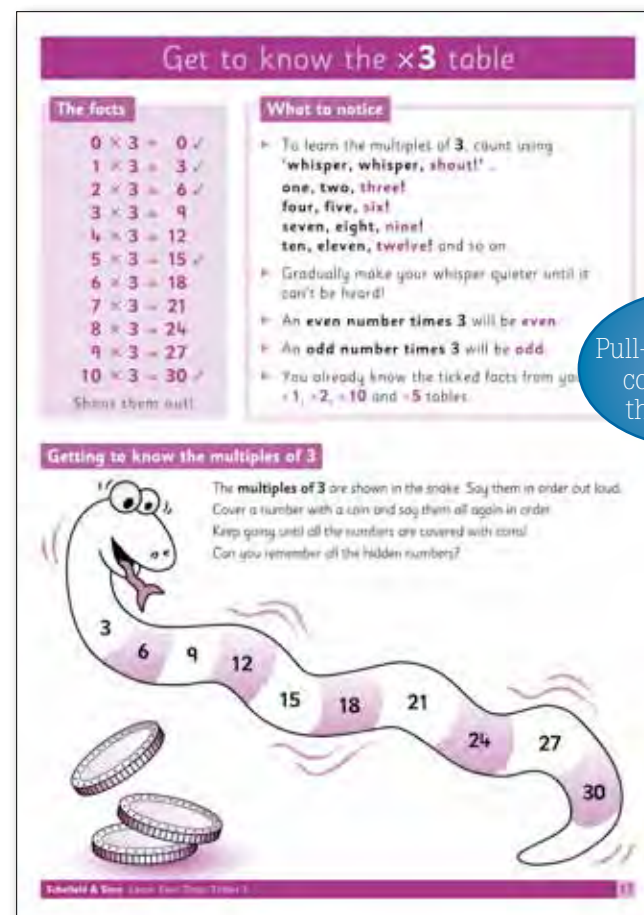 Get to know the ×3 table
The facts
0 × 3 = 0 ✓
1 × 3 = 3 ✓
2 × 3 = 6 ✓
3 × 3 = 9
4 × 3 = 12
5 × 3 = 15 ✓
6 × 3 = 18
7 × 3 = 21
8 × 3 = 24
9 × 3 = 27
10 × 3 = 30 ✓
Shout them out!
What to notice
To learn the multiples of 3, count using
'whisper, whisper, shout!'
one, two, three!
four, five, six!
seven, eight, nine!
ten, eleven, twelve! and so on
Gradually make your whisper quieter until it
can't be heard!
An even number times 3 will be even
An odd number times 3 will be odd
You already know the ticked facts from
×1, ×2, ×10 and ×5 tables
Pull-
co
th
Getting to know the multiples of 3
The multiples of 3 are shown in the snake. Say them in order out loud.
Cover a number with a coin and say them all again in order.
Keep going until all the numbers are covered with coins!
Can you remember all the hidden numbers?
3
6
9
12
15
18
21
24
27
30
Schofield & Sims